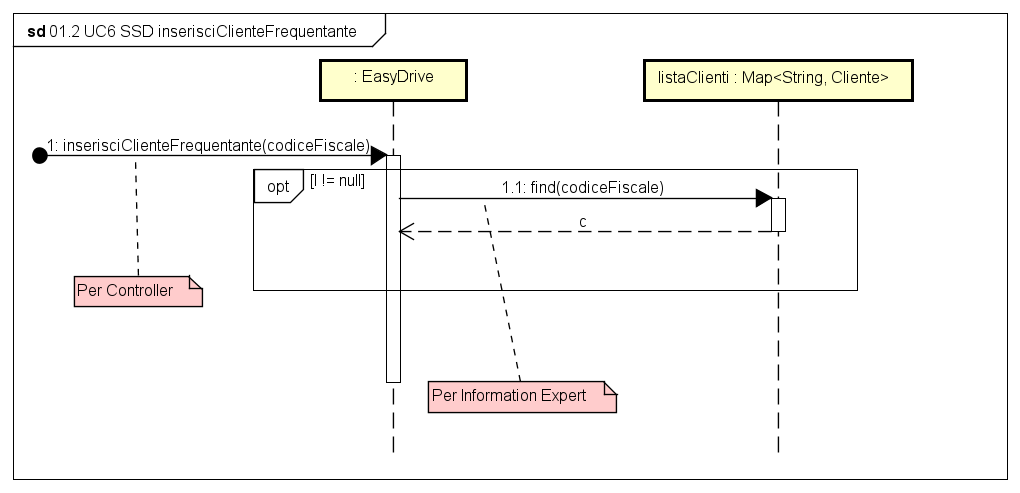 sd 01.2 UC6 SSD inserisciClienteFrequentante
: EasyDrive
listaClienti : Map<String, Cliente>
1: inserisciClienteFrequentante(codiceFiscale)
opt
[l != null]
1.1: find(codiceFiscale)
c
Per Controller
Per Information Expert